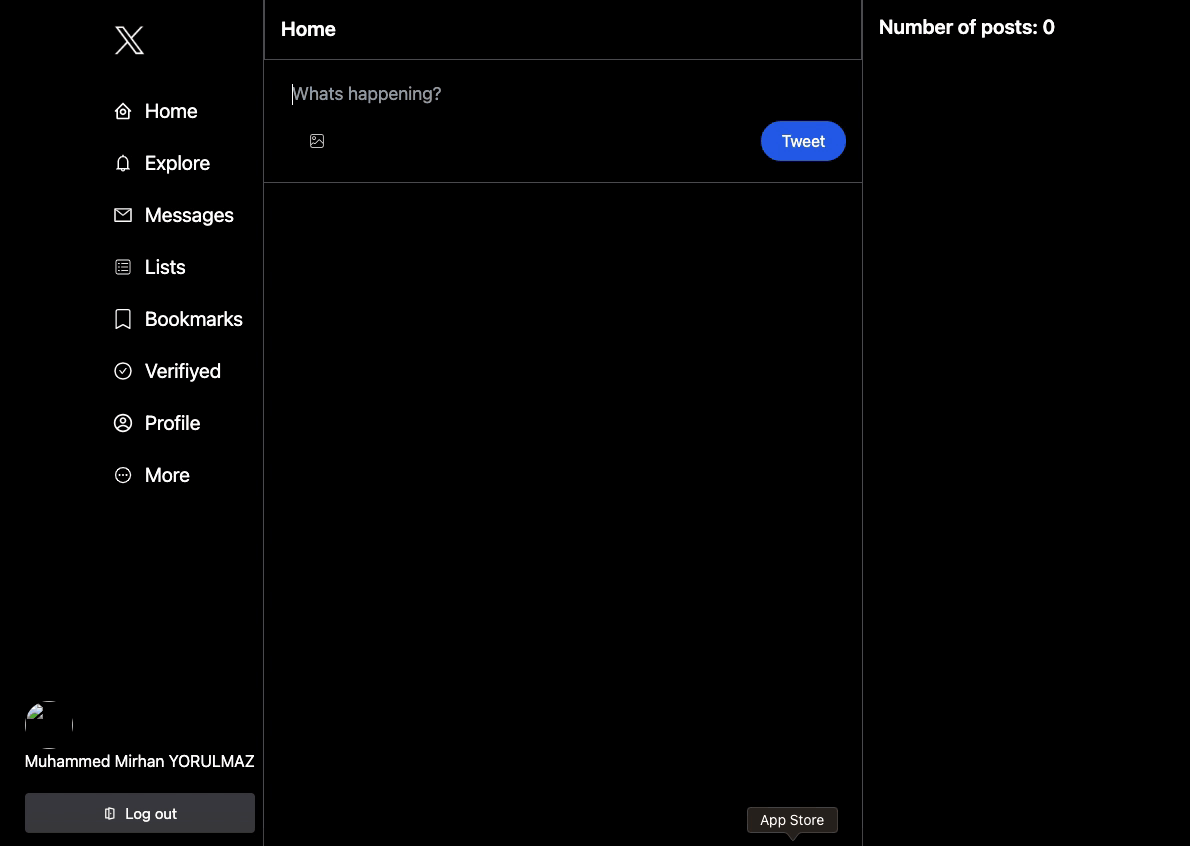 Home
Explore
Messages
Lists
Bookmarks
Verifiyed
Profile
More
Muhammed Mirhan YORULMAZ
Log out
Home
Whats happening?
Tweet
App Store
Number of posts: 0